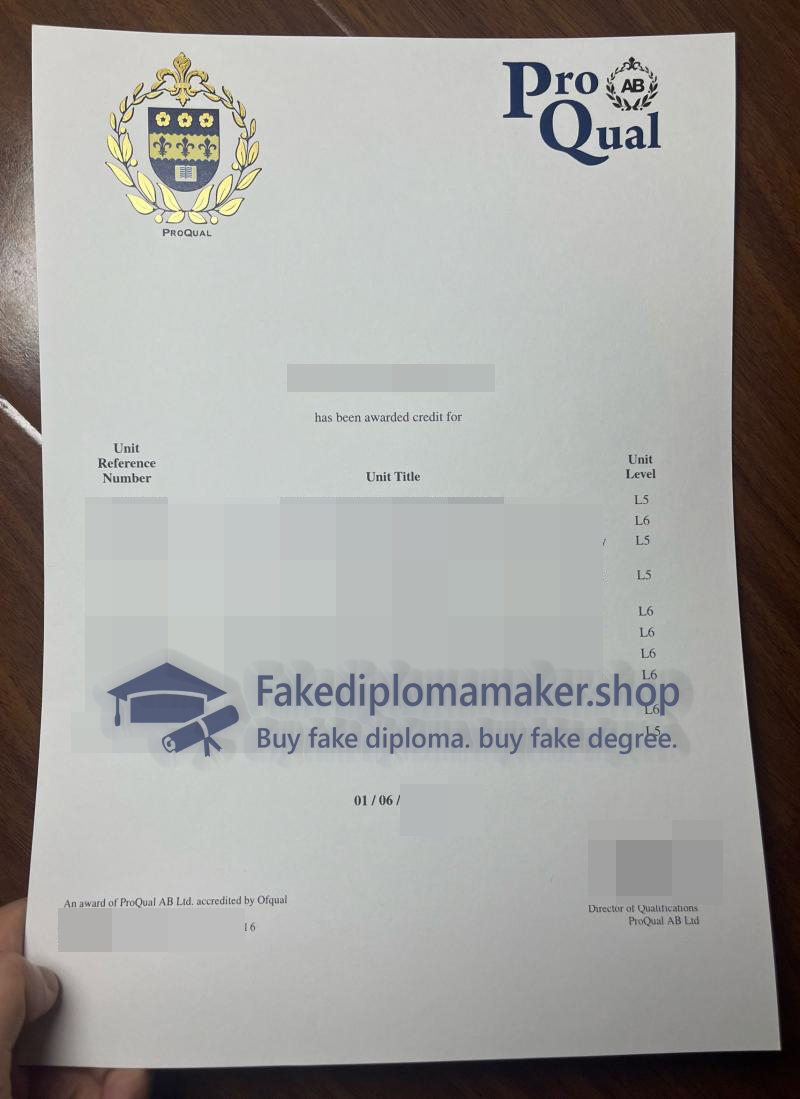 PROQUAL
Pro AB
Qual
has been awarded credit for
Unit
Reference
Number
Unit Title
Unit
Level
L5
L6
L5
L5
L6
L6
L6
L6
L6
L5
Fakediplomamaker.shop
Buy fake diploma. buy fake degree.
01 / 06 /
An award of ProQual AB Ltd. accredited by Ofqual
16
Director of Qualifications
ProQual AB Ltd